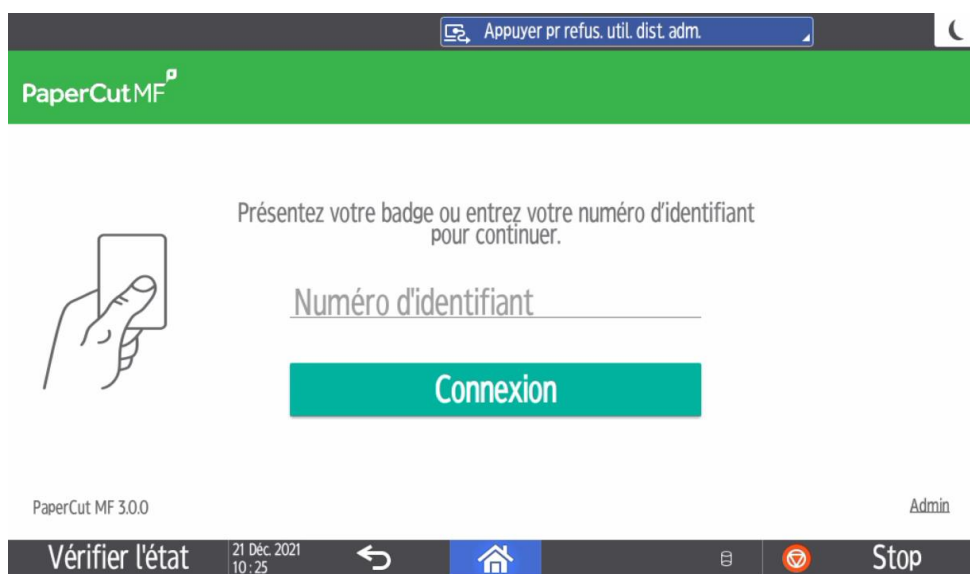 Appuyer pr refus. util. dist. adm.
PaperCut MF
Présentez votre badge ou entrez votre numéro d'identifiant
pour continuer.
Numéro d'identifiant
Connexion
PaperCut MF 3.0.0
Admin
Vérifier l'état
21 Déc. 2021
10 : 25
Stop